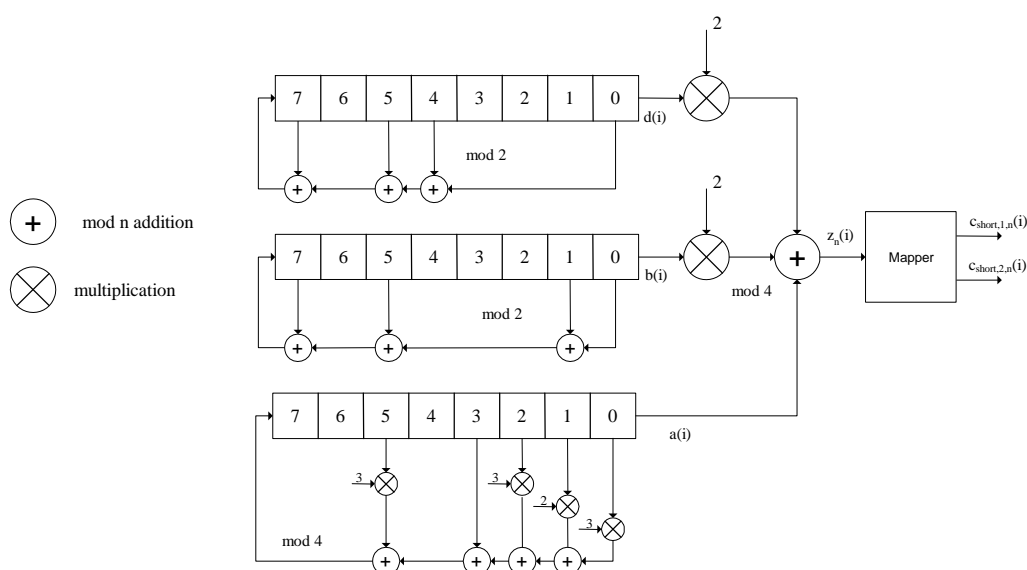 2
7 6 5 4 3 2 1 0
d(i)
mod 2
+ + +
+ mod n addition
multiplication
2
7 6 5 4 3 2 1 0
b(i)
mod 2
+ + +
+
mod 4
z_n(i)
Mapper
c_short,1,n(i)
c_short,2,n(i)
7 6 5 4 3 2 1 0
a(i)
3 3
2
3
mod 4
+ + + +